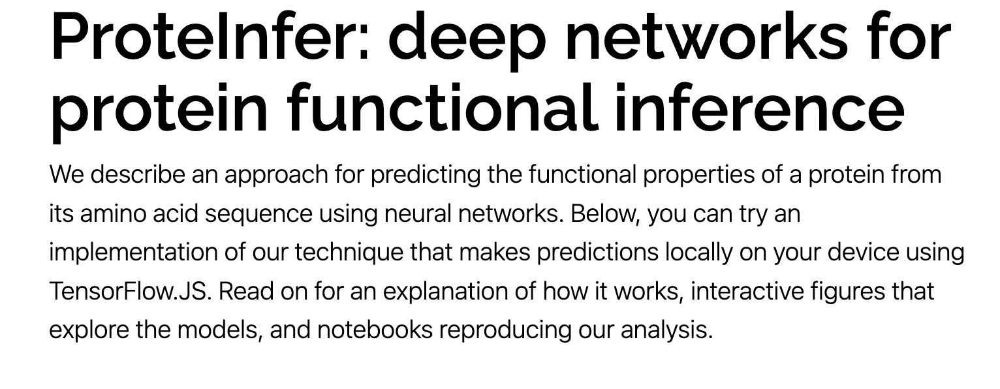 ProteInfer: deep networks for
protein functional inference
We describe an approach for predicting the functional properties of a protein from
its amino acid sequence using neural networks. Below, you can try an
implementation of our technique that makes predictions locally on your device using
TensorFlow.JS. Read on for an explanation of how it works, interactive figures that
explore the models, and notebooks reproducing our analysis.